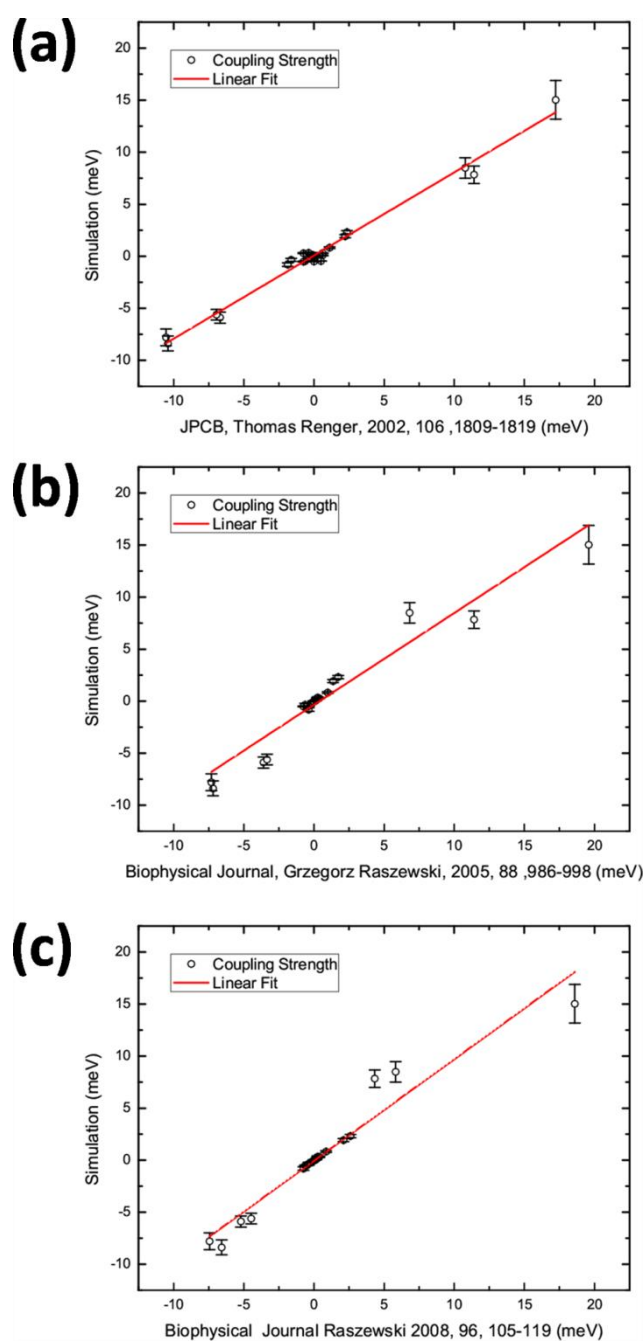 (a)
20
15
10
5
0
-5
-10
Simulation (meV)
Coupling Strength
Linear Fit
-10 -5 0 5 10 15 20
JPCB, Thomas Renger, 2002, 106 ,1809-1819 (meV)
(b)
20
15
10
5
0
-5
-10
Simulation (meV)
Coupling Strength
Linear Fit
-10 -5 0 5 10 15 20
Biophysical Journal, Grzegorz Raszewski, 2005, 88 ,986-998 (meV)
(c)
20
15
10
5
0
-5
-10
Simulation (meV)
Coupling Strength
Linear Fit
-10 -5 0 5 10 15 20
Biophysical Journal Raszewski 2008, 96, 105-119 (meV)